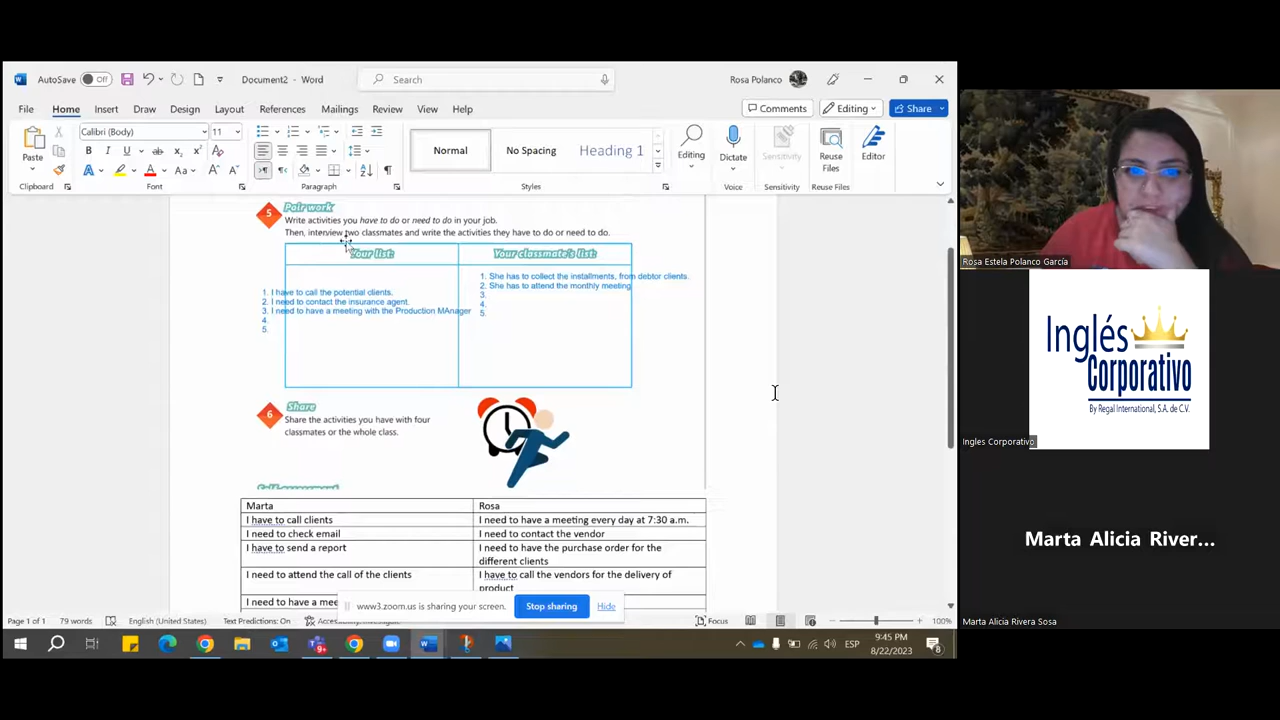 AutoSave Off Document2 - Word Search Rosa Polanco
File Home Insert Draw Design Layout References Mailings Review View Help Comments Editing Share
Calibri (Body) 11
Paste Normal No Spacing Heading 1 Editing Dictate Sensitivity Reuse Files Editor
Clipboard Font Paragraph Styles Voice Sensitivity Reuse Files
5 Pair work
Write activities you have to do or need to do in your job.
Then, interview two classmates and write the activities they have to do or need to do.
Your list: Your classmate's list:
1. She has to collect the installments, from debtor clients.
2. She has to attend the monthly meeting
3.
4.
5.
1. I have to call the potential clients.
2. I need to contact the insurance agent.
3. I need to have a meeting with the Production MAnager
4.
5.
6 Share
Share the activities you have with four
classmates or the whole class.
Self-assessment
Marta Rosa
I have to call clients I need to have a meeting every day at 7:30 a.m.
I need to check email I need to contact the vendor
I have to send a report I need to have the purchase order for the
different clients
I need to attend the call of the clients I have to call the vendors for the delivery of
product
I need to have a mee
www3.zoom.us is sharing your screen. Stop sharing Hide
Page 1 of 1 79 words English (United States) Text Predictions: On Accessibility: Investigate Focus 100%
ESP 9:45 PM
8/22/2023
Rosa Estela Polanco García
Inglés
Corporativo
By Regal International, S.A. de C.V.
Ingles Corporativo
Marta Alicia River...
Marta Alicia Rivera Sosa